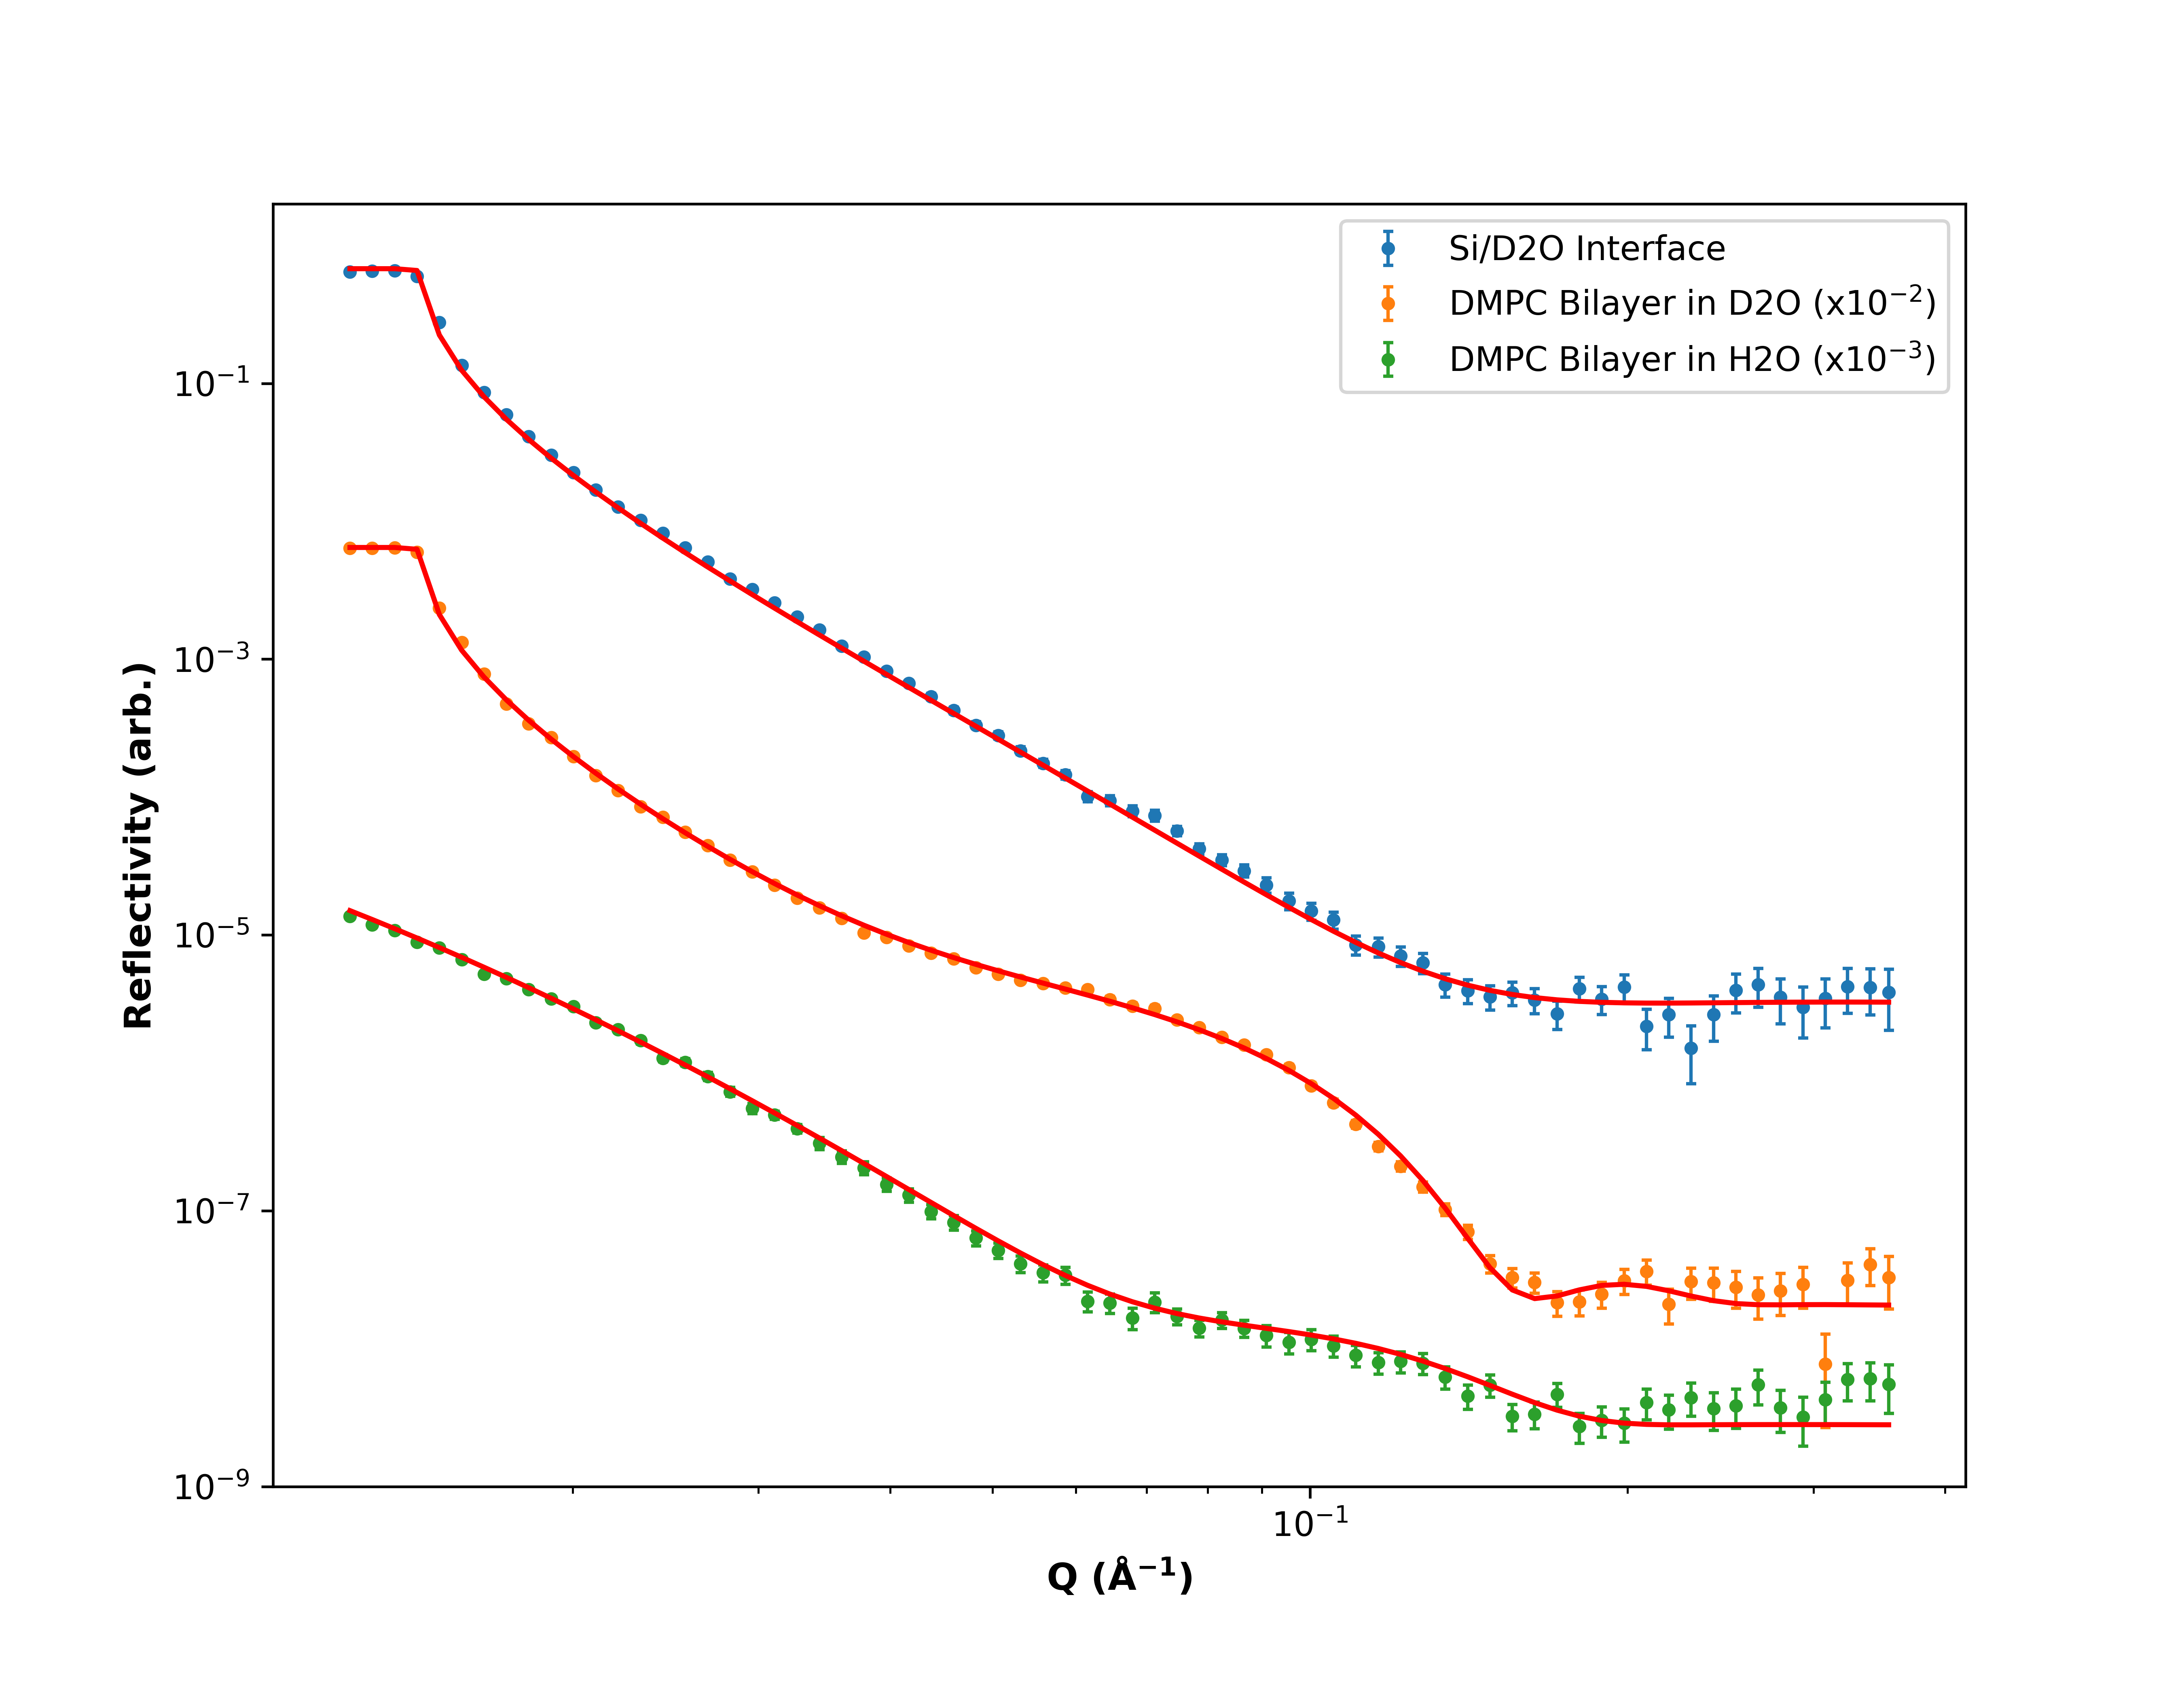 Si/D2O Interface
DMPC Bilayer in D2O (x10⁻²)
DMPC Bilayer in H2O (x10⁻³)
10⁻¹
10⁻³
10⁻⁵
10⁻⁷
10⁻⁹
Reflectivity (arb.)
10⁻¹
Q (Å⁻¹)